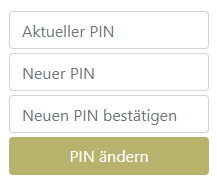 Aktueller PIN
Neuer PIN
Neuen PIN bestätigen
PIN ändern